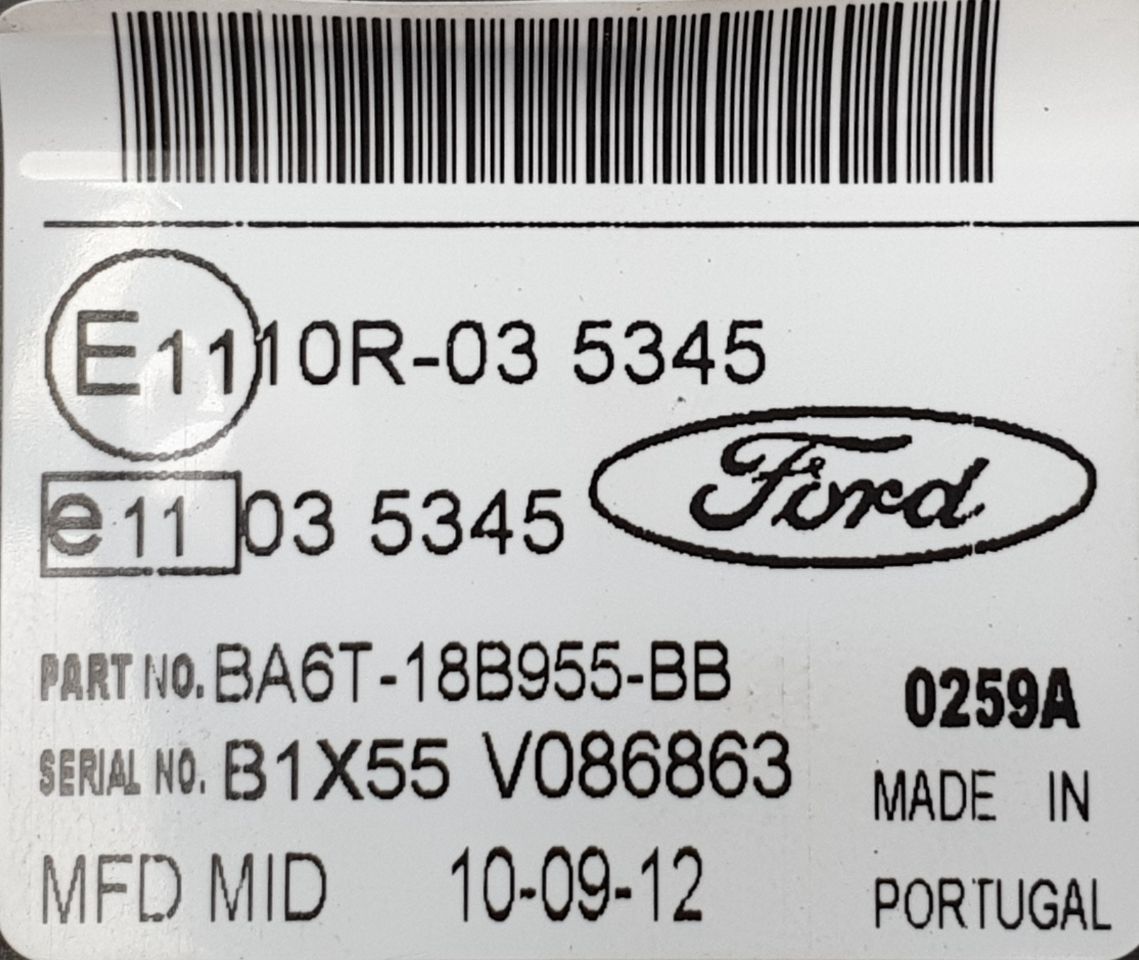 E11 10R-03 5345
e11 03 5345
Ford
PART NO. BA6T-18B955-BB
0259A
SERIAL NO. B1X55 V086863
MADE IN
MFD MID 10-09-12
PORTUGAL